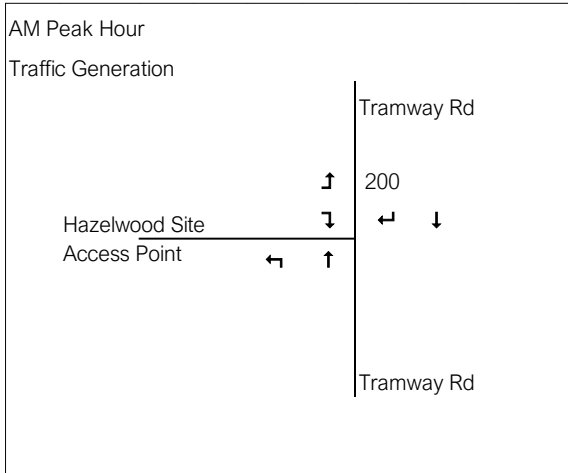 AM Peak Hour
Traffic Generation
Tramway Rd
200
Hazelwood Site
Access Point
Tramway Rd